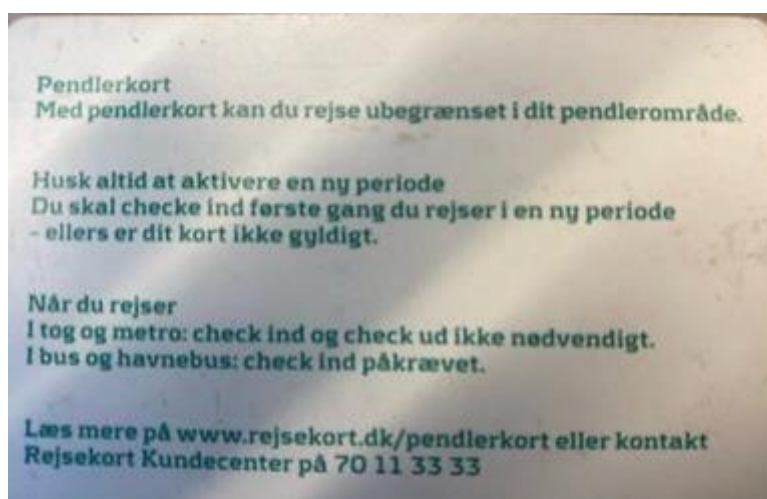 Pendlerkort
Med pendlerkort kan du rejse ubegrænset i dit pendlerområde.
Husk altid at aktivere en ny periode
Du skal checke ind første gang du rejser i en ny periode
- ellers er dit kort ikke gyldigt.
Når du rejser
I tog og metro: check ind og check ud ikke nødvendigt.
I bus og havnebus: check ind påkrævet.
Læs mere på www.rejsekort.dk/pendlerkort eller kontakt
Rejsekort Kundecenter på 70 11 33 33